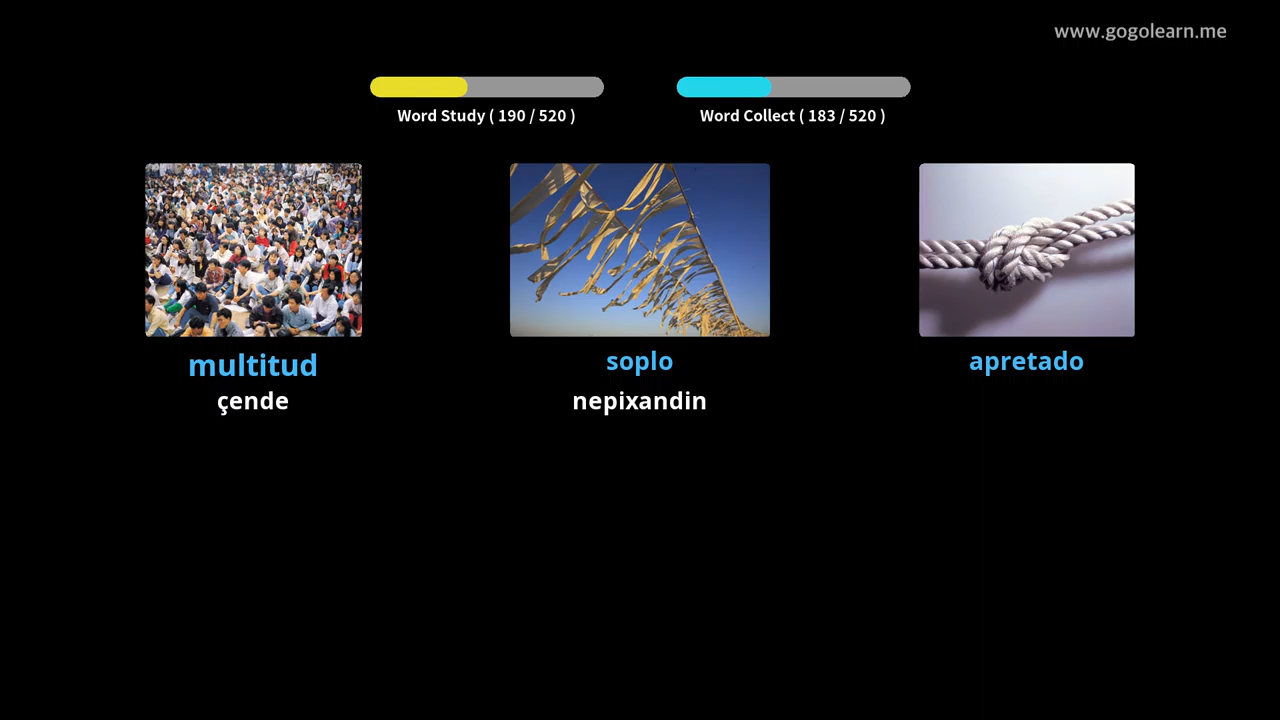 www.gogolearn.me
Word Study ( 190 / 520 )
Word Collect ( 183 / 520 )
multitud
soplo
apretado
çende
nepixandin